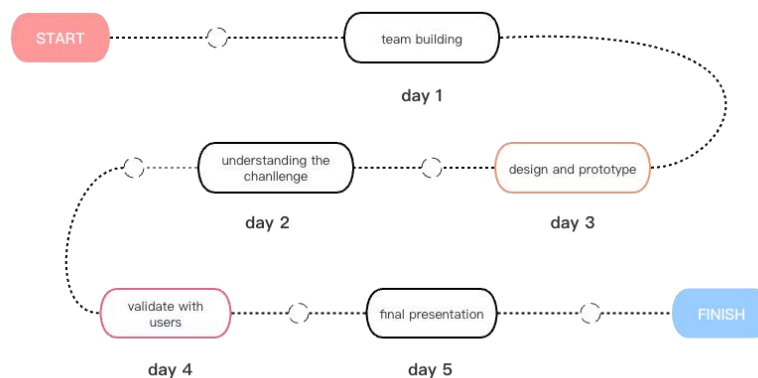 START
team building
day 1
understanding the
chanllenge
design and prototype
day 2
day 3
validate with
users
final presentation
FINISH
day 4
day 5